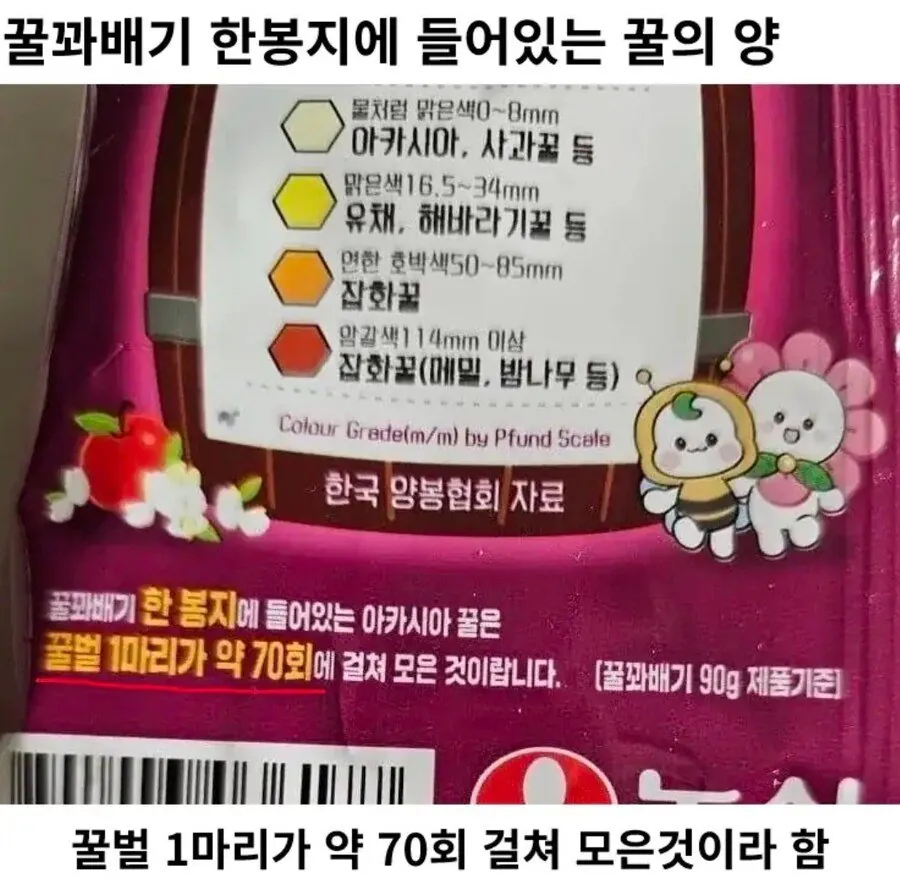 꿀꽈배기 한봉지에 들어있는 꿀의 양
물처럼 맑은색0~8mm
아카시아, 사과꿀 등
맑은색16.5~34mm
유채, 해바라기꿀 등
연한 호박색50~85mm
잡화꿀
암갈색114mm 이상
잡화꿀(메밀, 밤나무 등)
Colour Grade(m/m) by Pfund Scale
한국 양봉협회 자료
꿀꽈배기 한 봉지에 들어있는 아카시아 꿀은
꿀벌 1마리가 약 70회에 걸쳐 모은 것이랍니다. [꿀꽈배기 90g 제품기준]
꿀벌 1마리가 약 70회 걸쳐 모은것이라 함